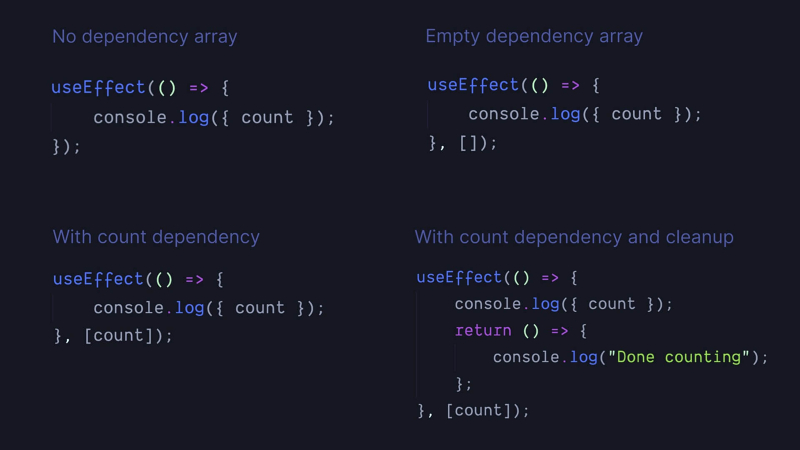 No dependency array
useEffect(() => {
    console.log({ count });
});
Empty dependency array
useEffect(() => {
    console.log({ count });
}, []);
With count dependency
useEffect(() => {
    console.log({ count });
}, [count]);
With count dependency and cleanup
useEffect(() => {
    console.log({ count });
    return () => {
        console.log("Done counting");
    };
}, [count]);